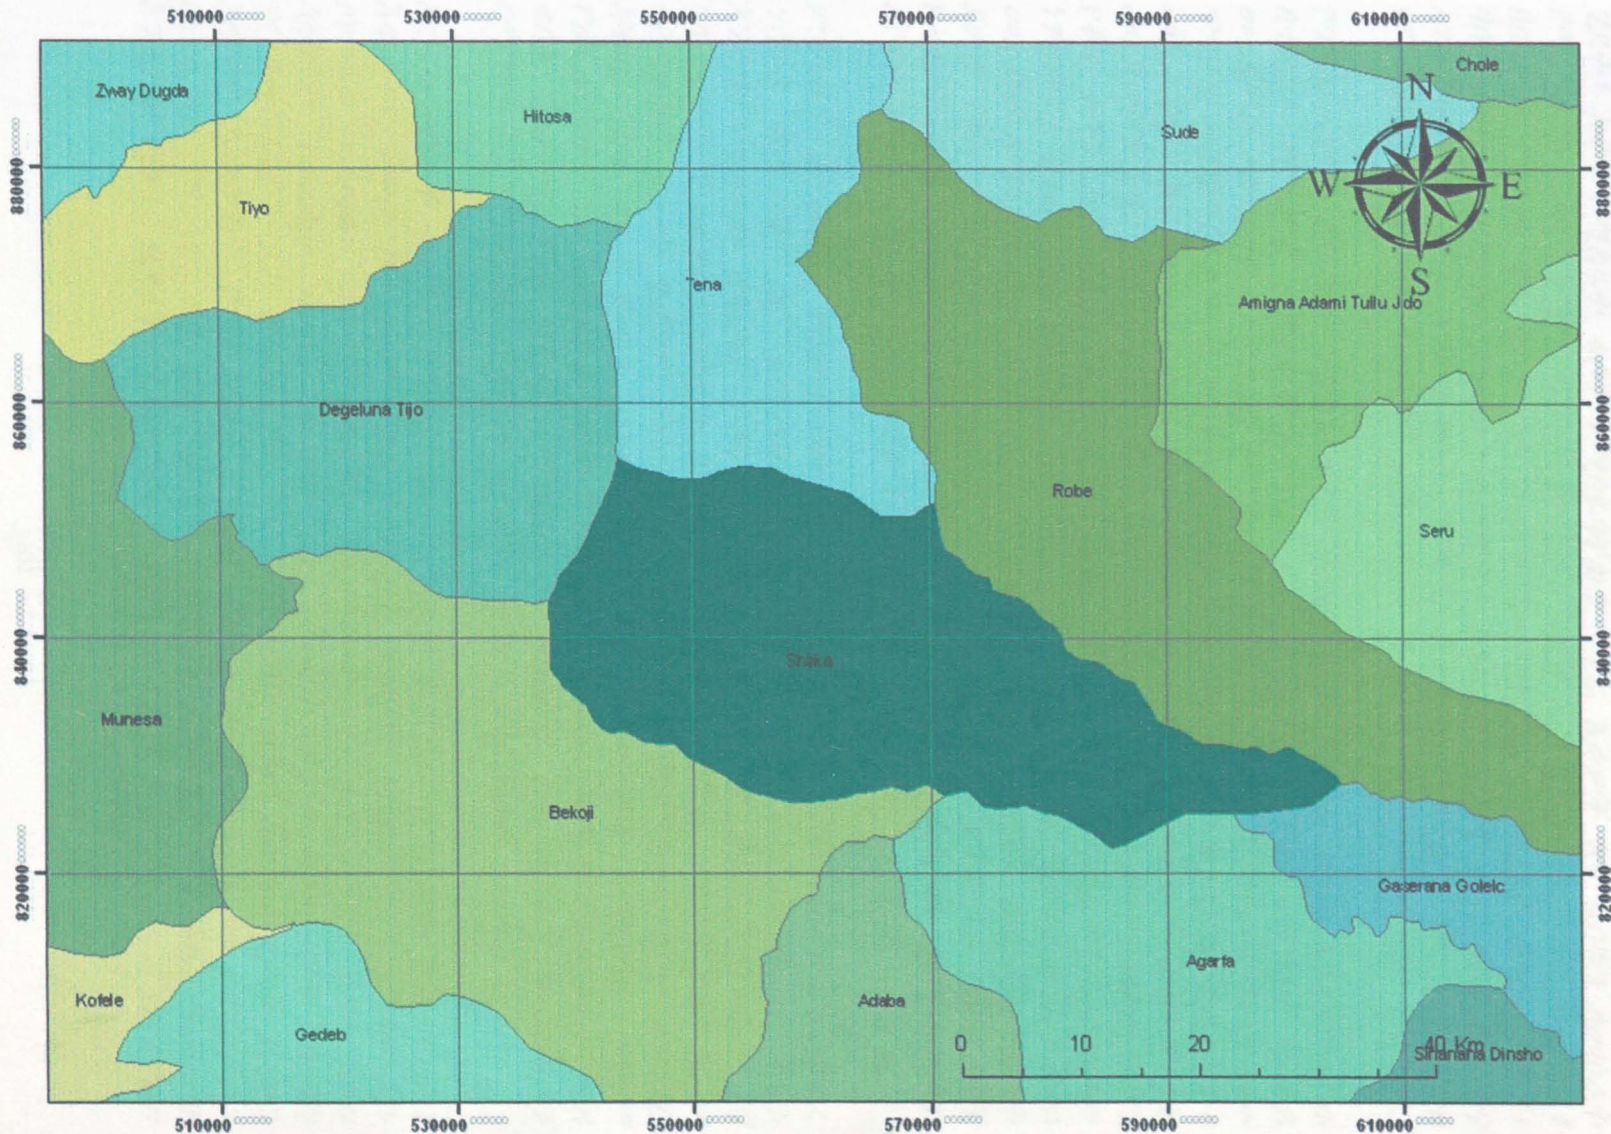 510000 530000 550000 570000 590000 610000
Chole
Zway Dugda
N
Hitosa
Sude
880000
880000
W
E
Tiyo
S
Tena
Amigna Adami Tullu Jdo
860000
860000
Degeluna Tijo
Robe
Seru
840000
840000
Munesa
Bekoji
820000
820000
Gaserana Golelc
Agarfa
Kofele
Adaba
Gedeb
0 10 20 40 Km
Sinanana Dinsho
510000 530000 550000 570000 590000 610000